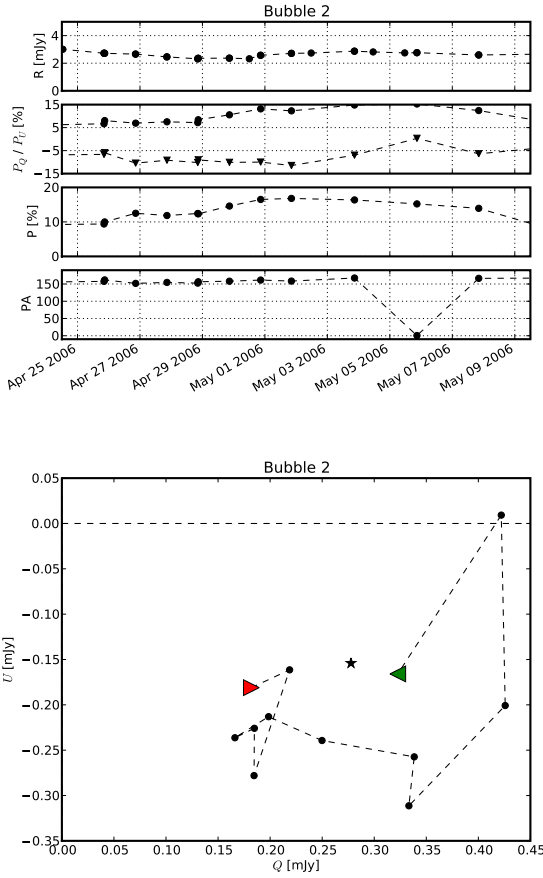 Bubble 2
R [mJy]
4
2
0
P_Q / P_U [%]
15
5
−5
−15
P [%]
20
10
0
PA
150
100
50
0
Apr 25 2006
Apr 27 2006
Apr 29 2006
May 01 2006
May 03 2006
May 05 2006
May 07 2006
May 09 2006
Bubble 2
U [mJy]
0.05
0.00
−0.05
−0.10
−0.15
−0.20
−0.25
−0.30
−0.35
0.00 0.05 0.10 0.15 0.20 0.25 0.30 0.35 0.40 0.45
Q [mJy]